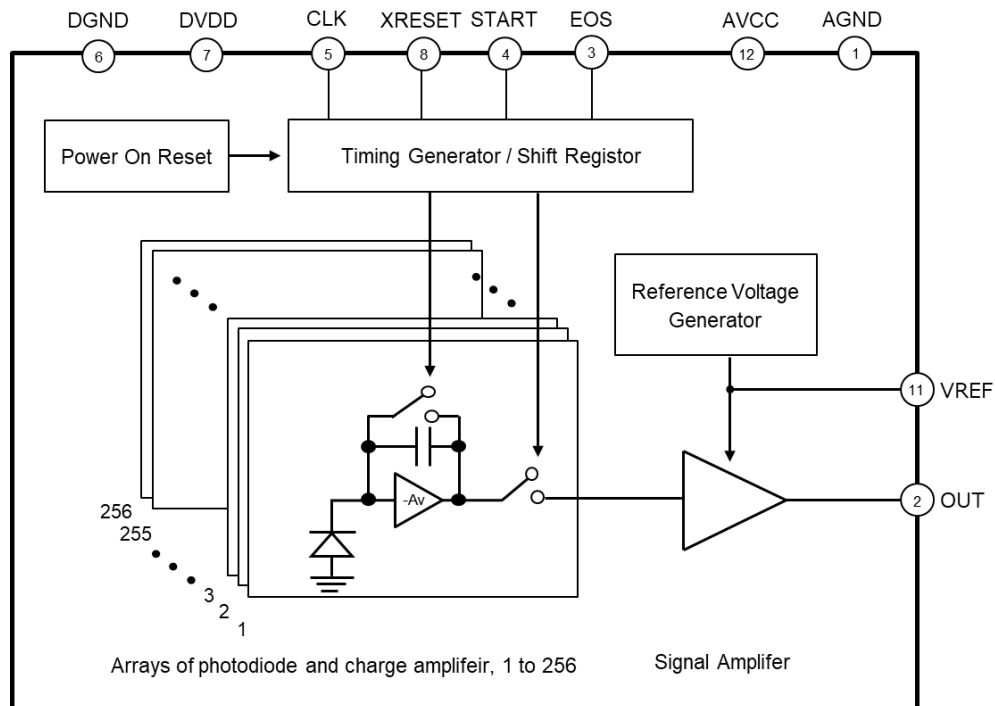 DGND DVDD CLK XRESET START EOS AVCC AGND
6 7 5 8 4 3 12 1
Power On Reset
Timing Generator / Shift Registor
Reference Voltage
Generator
11 VREF
-Av
2 OUT
256
255
3
2
1
Arrays of photodiode and charge amplifeir, 1 to 256
Signal Amplifer